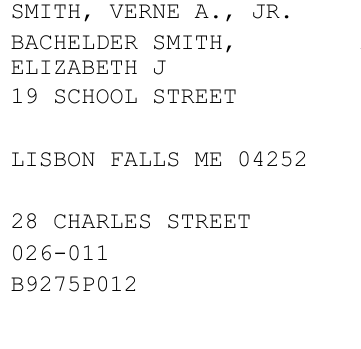 SMITH, VERNE A., JR.
BACHELDER SMITH,
ELIZABETH J
19 SCHOOL STREET
LISBON FALLS ME 04252
28 CHARLES STREET
026-011
B9275P012